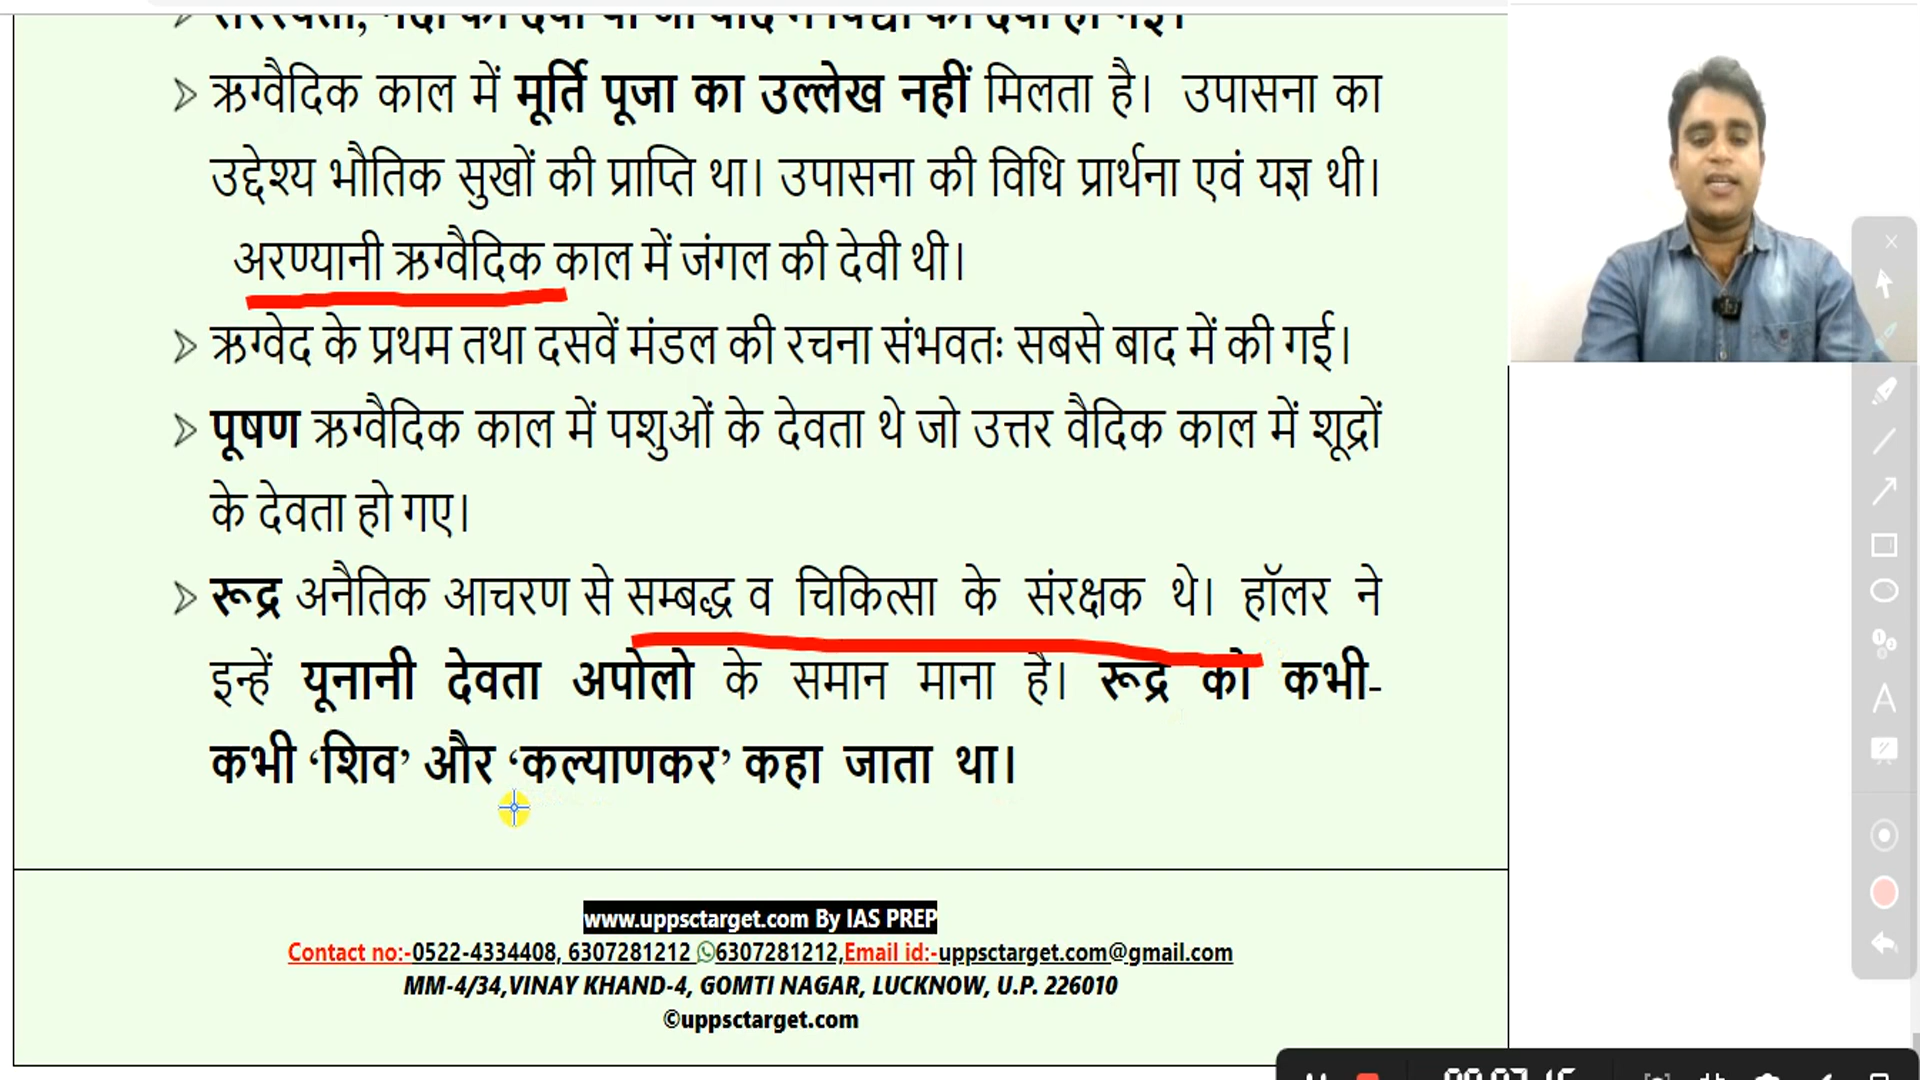 ऋग्वैदिक काल में मूर्ति पूजा का उल्लेख नहीं मिलता है। उपासना का
उद्देश्य भौतिक सुखों की प्राप्ति था। उपासना की विधि प्रार्थना एवं यज्ञ थी।
अरण्यानी ऋग्वैदिक काल में जंगल की देवी थी।
ऋग्वेद के प्रथम तथा दसवें मंडल की रचना संभवतः सबसे बाद में की गई।
पूषण ऋग्वैदिक काल में पशुओं के देवता थे जो उत्तर वैदिक काल में शूद्रों
के देवता हो गए।
रूद्र अनैतिक आचरण से सम्बद्ध व चिकित्सा के संरक्षक थे। हॉलर ने
इन्हें यूनानी देवता अपोलो के समान माना है। रूद्र को कभी-
कभी ‘शिव’ और ‘कल्याणकर’ कहा जाता था।
www.uppsctarget.com By IAS PREP
Contact no:-0522-4334408, 6307281212 6307281212,Email id:-uppsctarget.com@gmail.com
MM-4/34,VINAY KHAND-4, GOMTI NAGAR, LUCKNOW, U.P. 226010
©uppsctarget.com